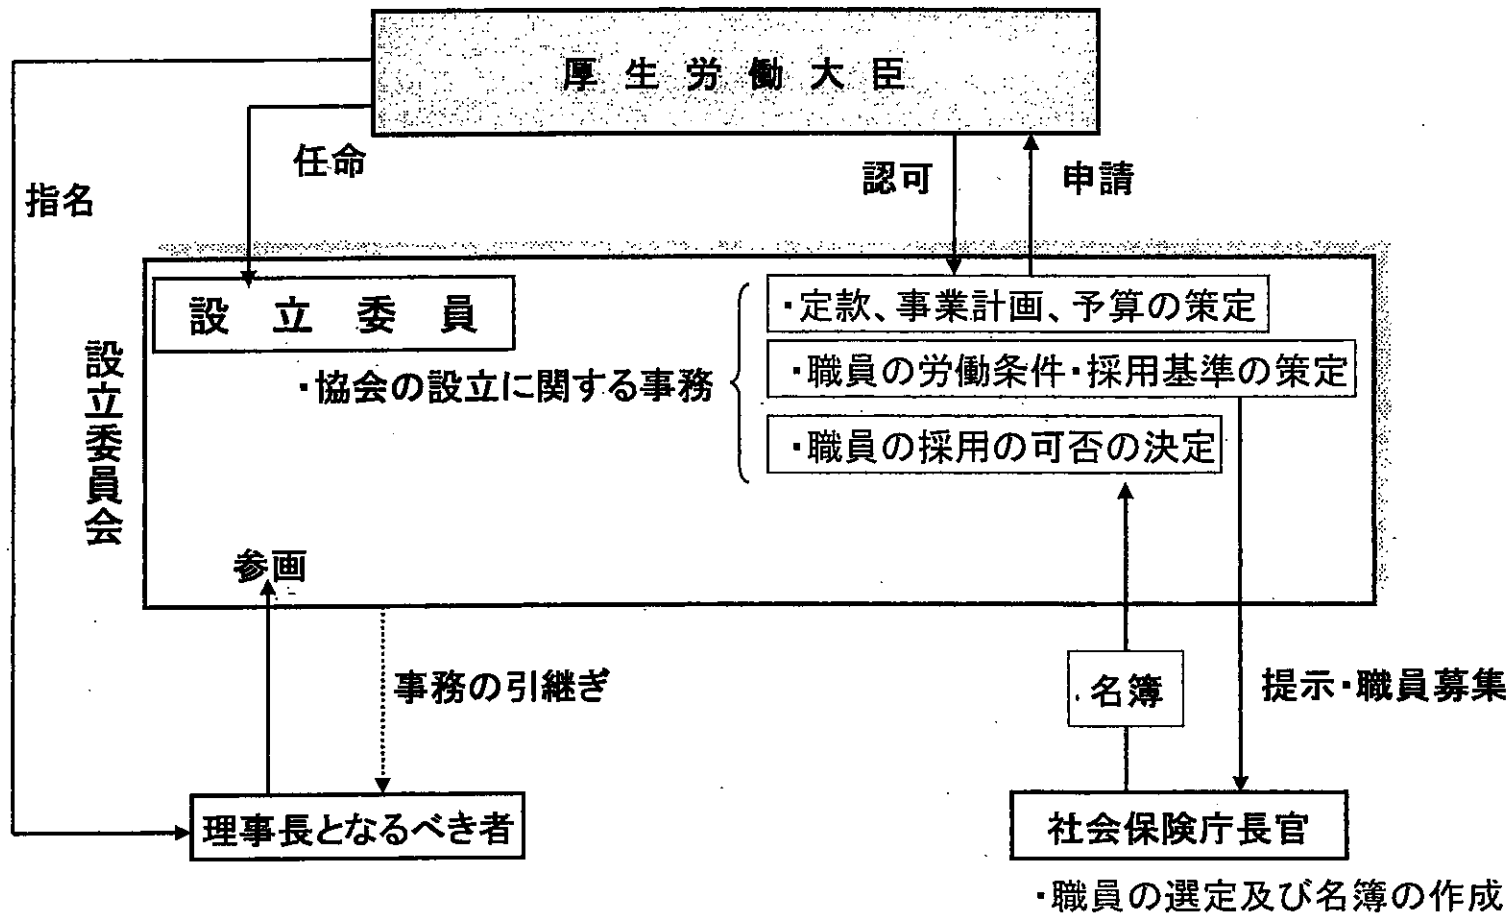 厚生労働大臣
任命
指名
認可
申請
設立委員会
設立委員
・協会の設立に関する事務
・定款、事業計画、予算の策定
・職員の労働条件・採用基準の策定
・職員の採用の可否の決定
参画
事務の引継ぎ
名簿
提示・職員募集
理事長となるべき者
社会保険庁長官
・職員の選定及び名簿の作成